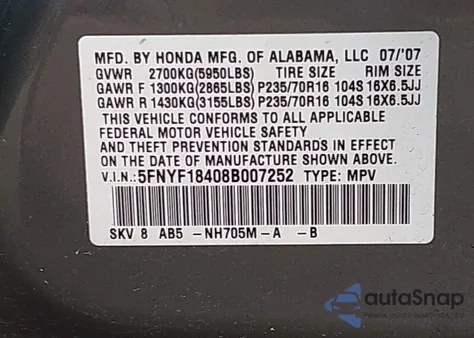 MFD. BY HONDA MFG. OF ALABAMA, LLC 07/'07
GVWR 2700KG(5950LBS) TIRE SIZE RIM SIZE
GAWR F 1300KG(2865LBS) P235/70R16 104S 16X6.5JJ
GAWR R 1430KG(3155LBS) P235/70R16 104S 16X6.5JJ
THIS VEHICLE CONFORMS TO ALL APPLICABLE
FEDERAL MOTOR VEHICLE SAFETY
AND THEFT PREVENTION STANDARDS IN EFFECT
ON THE DATE OF MANUFACTURE SHOWN ABOVE.
V.I.N.: 5FNYF18408B007252 TYPE: MPV
SKV 8 AB5 -NH705M-A -B
autoSnap